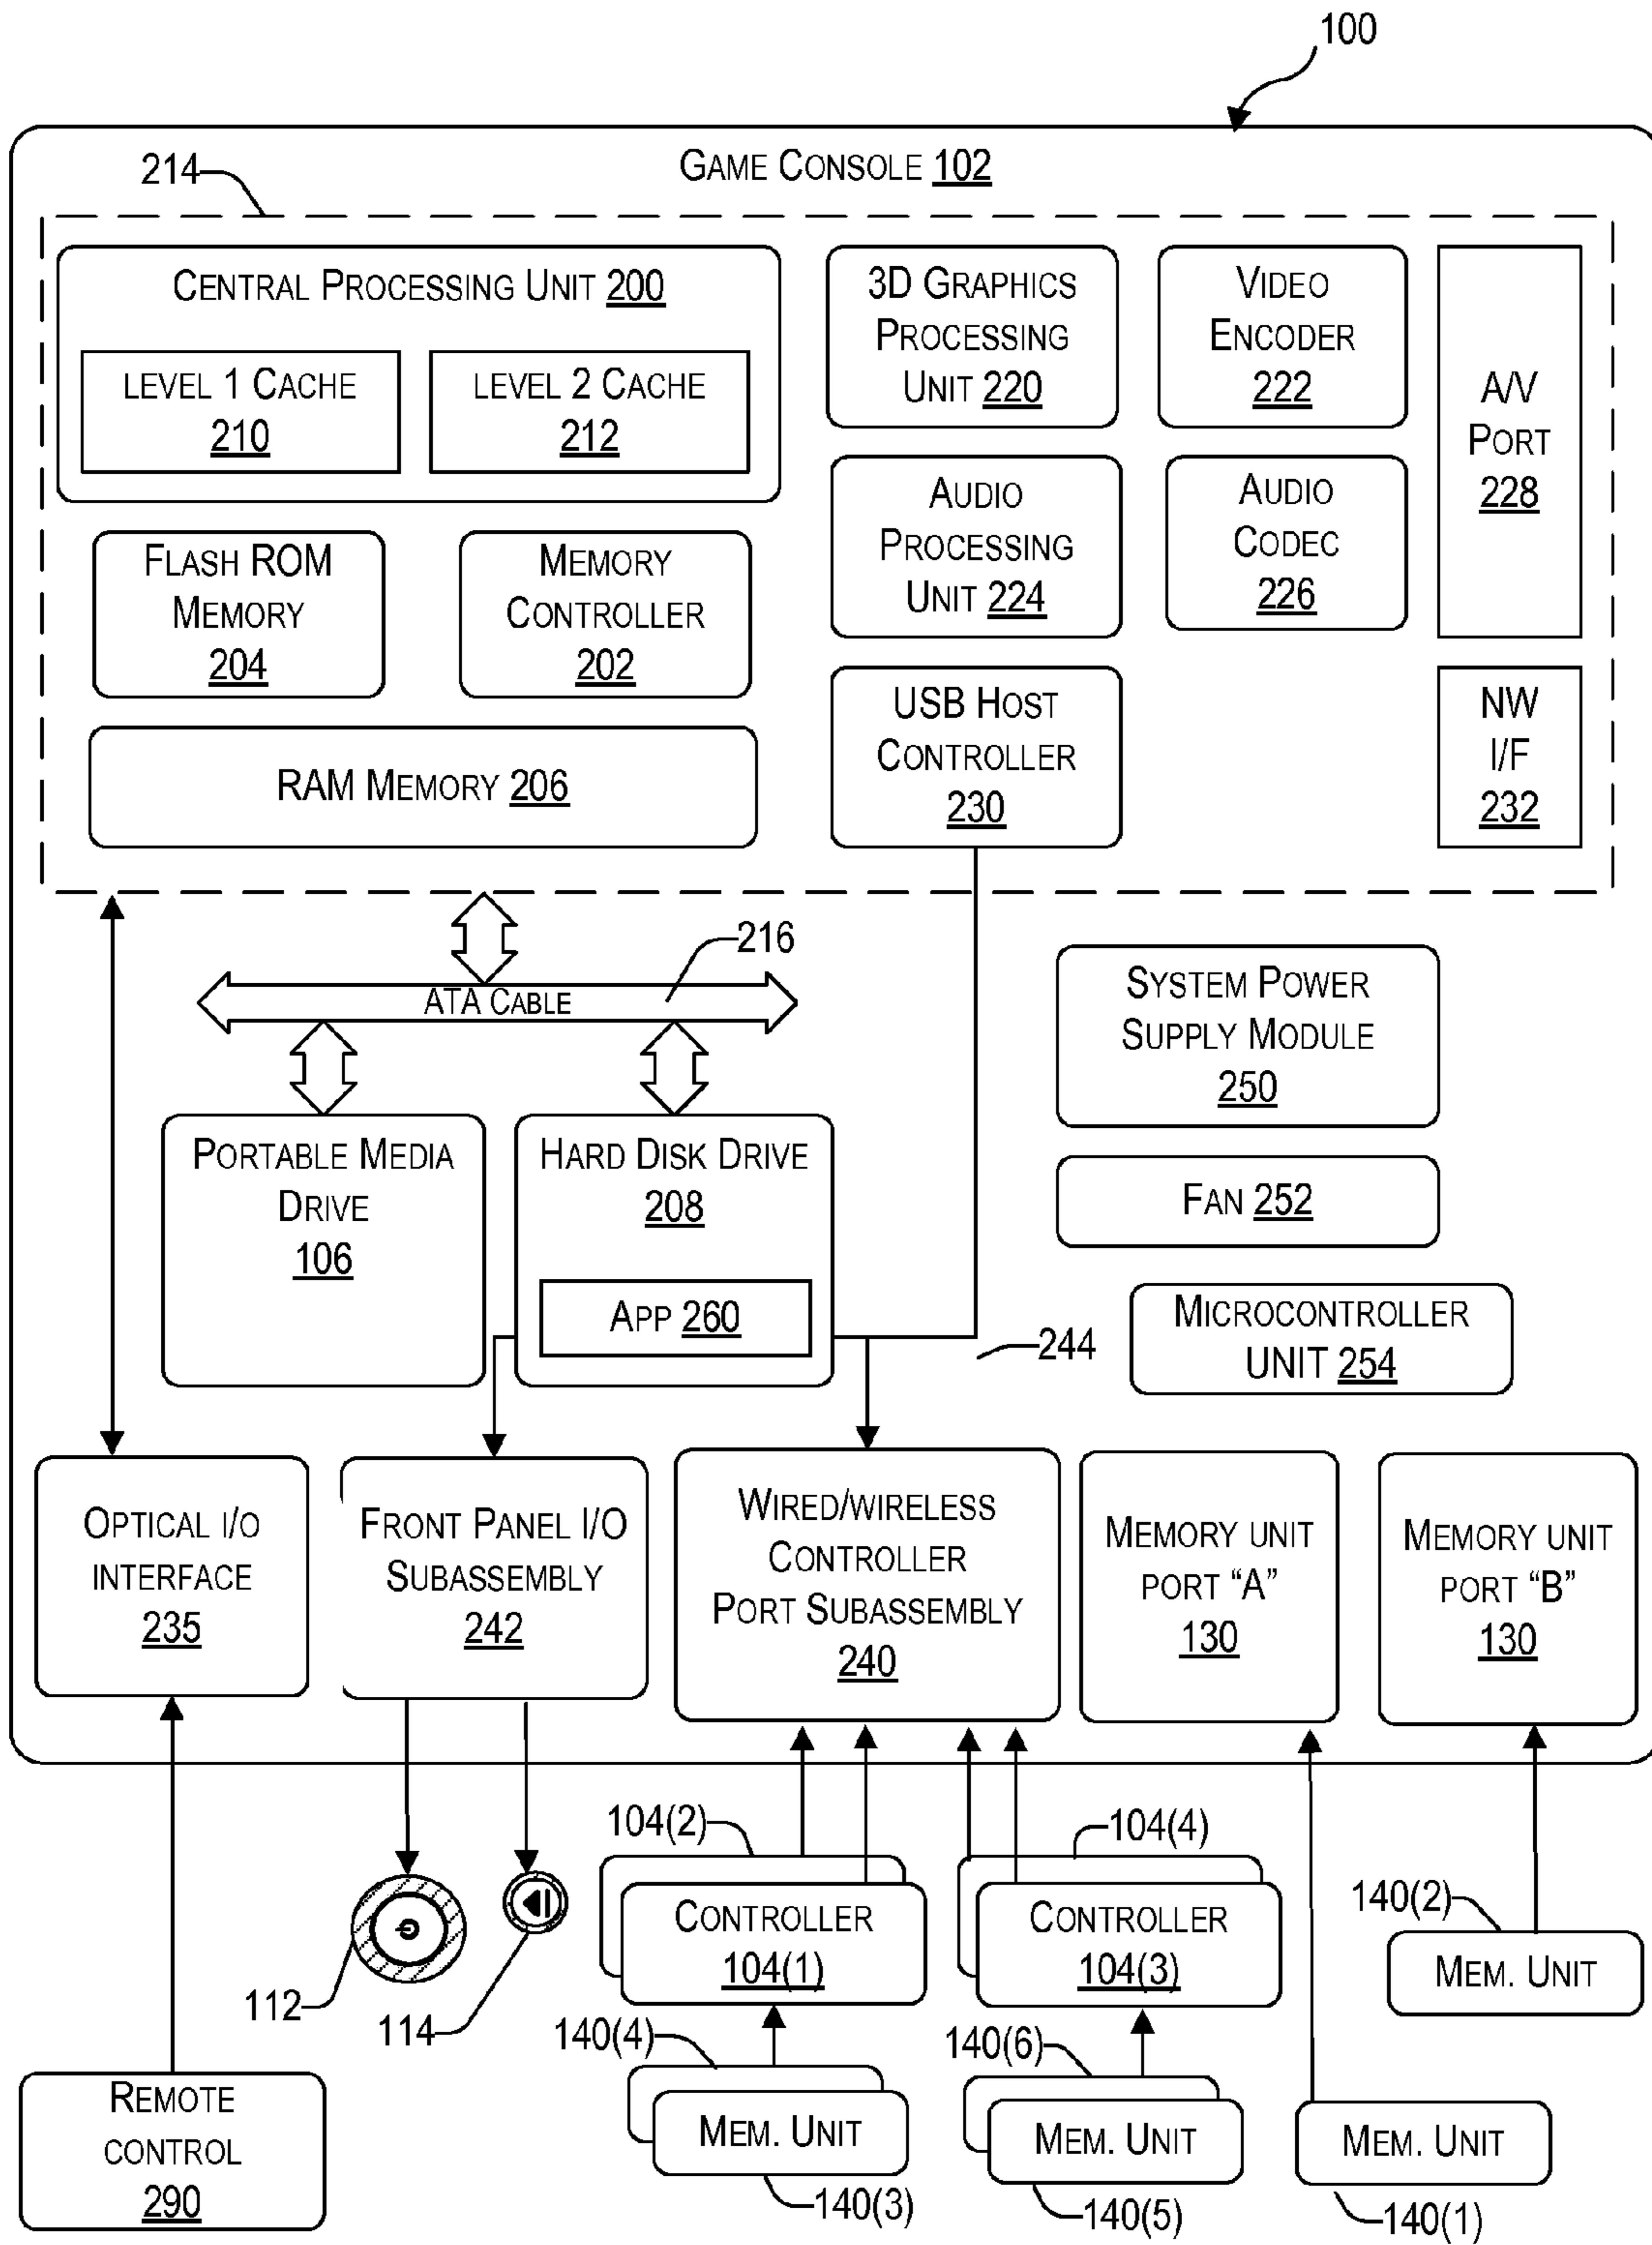 100
GAME CONSOLE 102
214
CENTRAL PROCESSING UNIT 200
LEVEL 1 CACHE
210
LEVEL 2 CACHE
212
3D GRAPHICS
PROCESSING
UNIT 220
VIDEO
ENCODER
222
A/V
PORT
228
FLASH ROM
MEMORY
204
MEMORY
CONTROLLER
202
AUDIO
PROCESSING
UNIT 224
AUDIO
CODEC
226
RAM MEMORY 206
USB HOST
CONTROLLER
230
NW
I/F
232
216
ATA CABLE
SYSTEM POWER
SUPPLY MODULE
250
PORTABLE MEDIA
DRIVE
106
HARD DISK DRIVE
208
APP 260
FAN 252
244
MICROCONTROLLER
UNIT 254
OPTICAL I/O
INTERFACE
235
FRONT PANEL I/O
SUBASSEMBLY
242
WIRED/WIRELESS
CONTROLLER
PORT SUBASSEMBLY
240
MEMORY UNIT
PORT “A”
130
MEMORY UNIT
PORT “B”
130
104(2)
104(4)
CONTROLLER
104(1)
CONTROLLER
104(3)
140(2)
MEM. UNIT
112
114
140(4)
140(6)
REMOTE
CONTROL
290
MEM. UNIT
MEM. UNIT
MEM. UNIT
140(3)
140(5)
140(1)